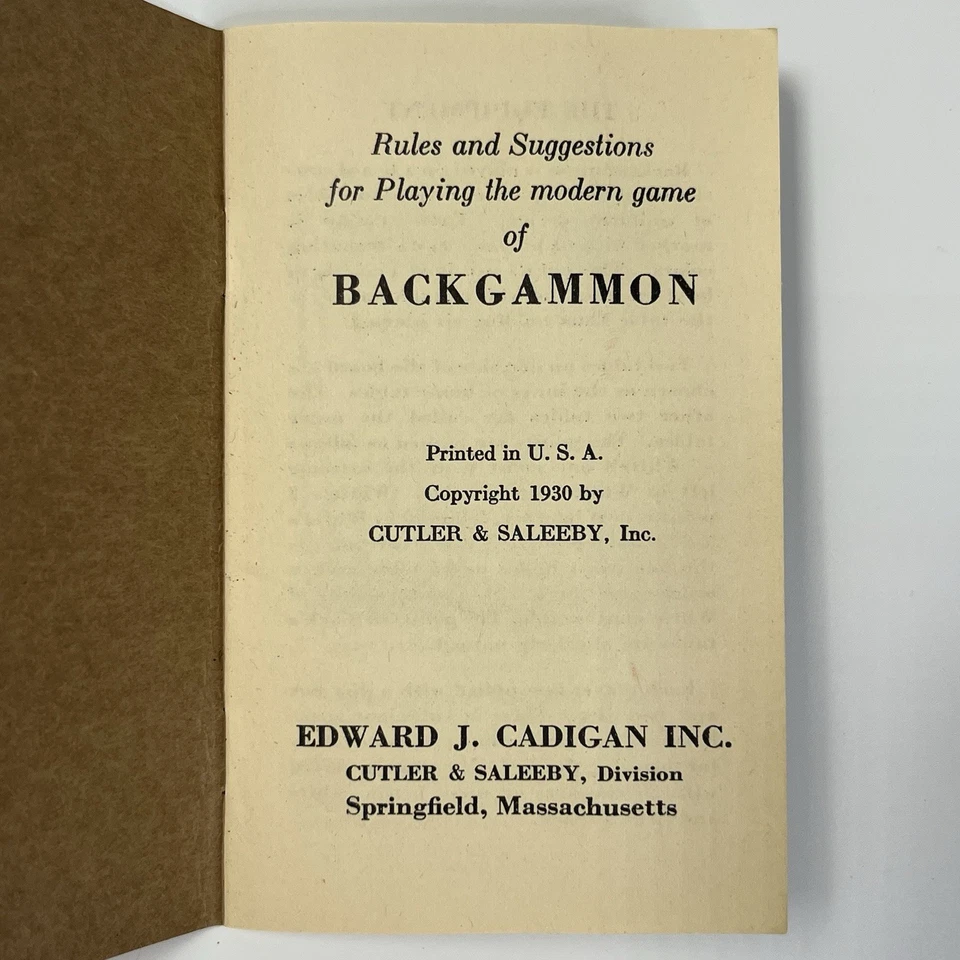 Rules and Suggestions
for Playing the modern game
of
BACKGAMMON
Printed in U. S. A.
Copyright 1930 by
CUTLER & SALEEBY, Inc.
EDWARD J. CADIGAN INC.
CUTLER & SALEEBY, Division
Springfield, Massachusetts